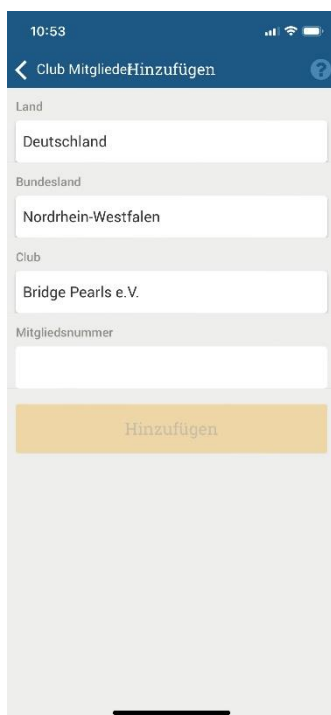 10:53
Club MitgliedeHinzufügen ?
Land
Deutschland
Bundesland
Nordrhein-Westfalen
Club
Bridge Pearls e.V.
Mitgliedsnummer
Hinzufügen